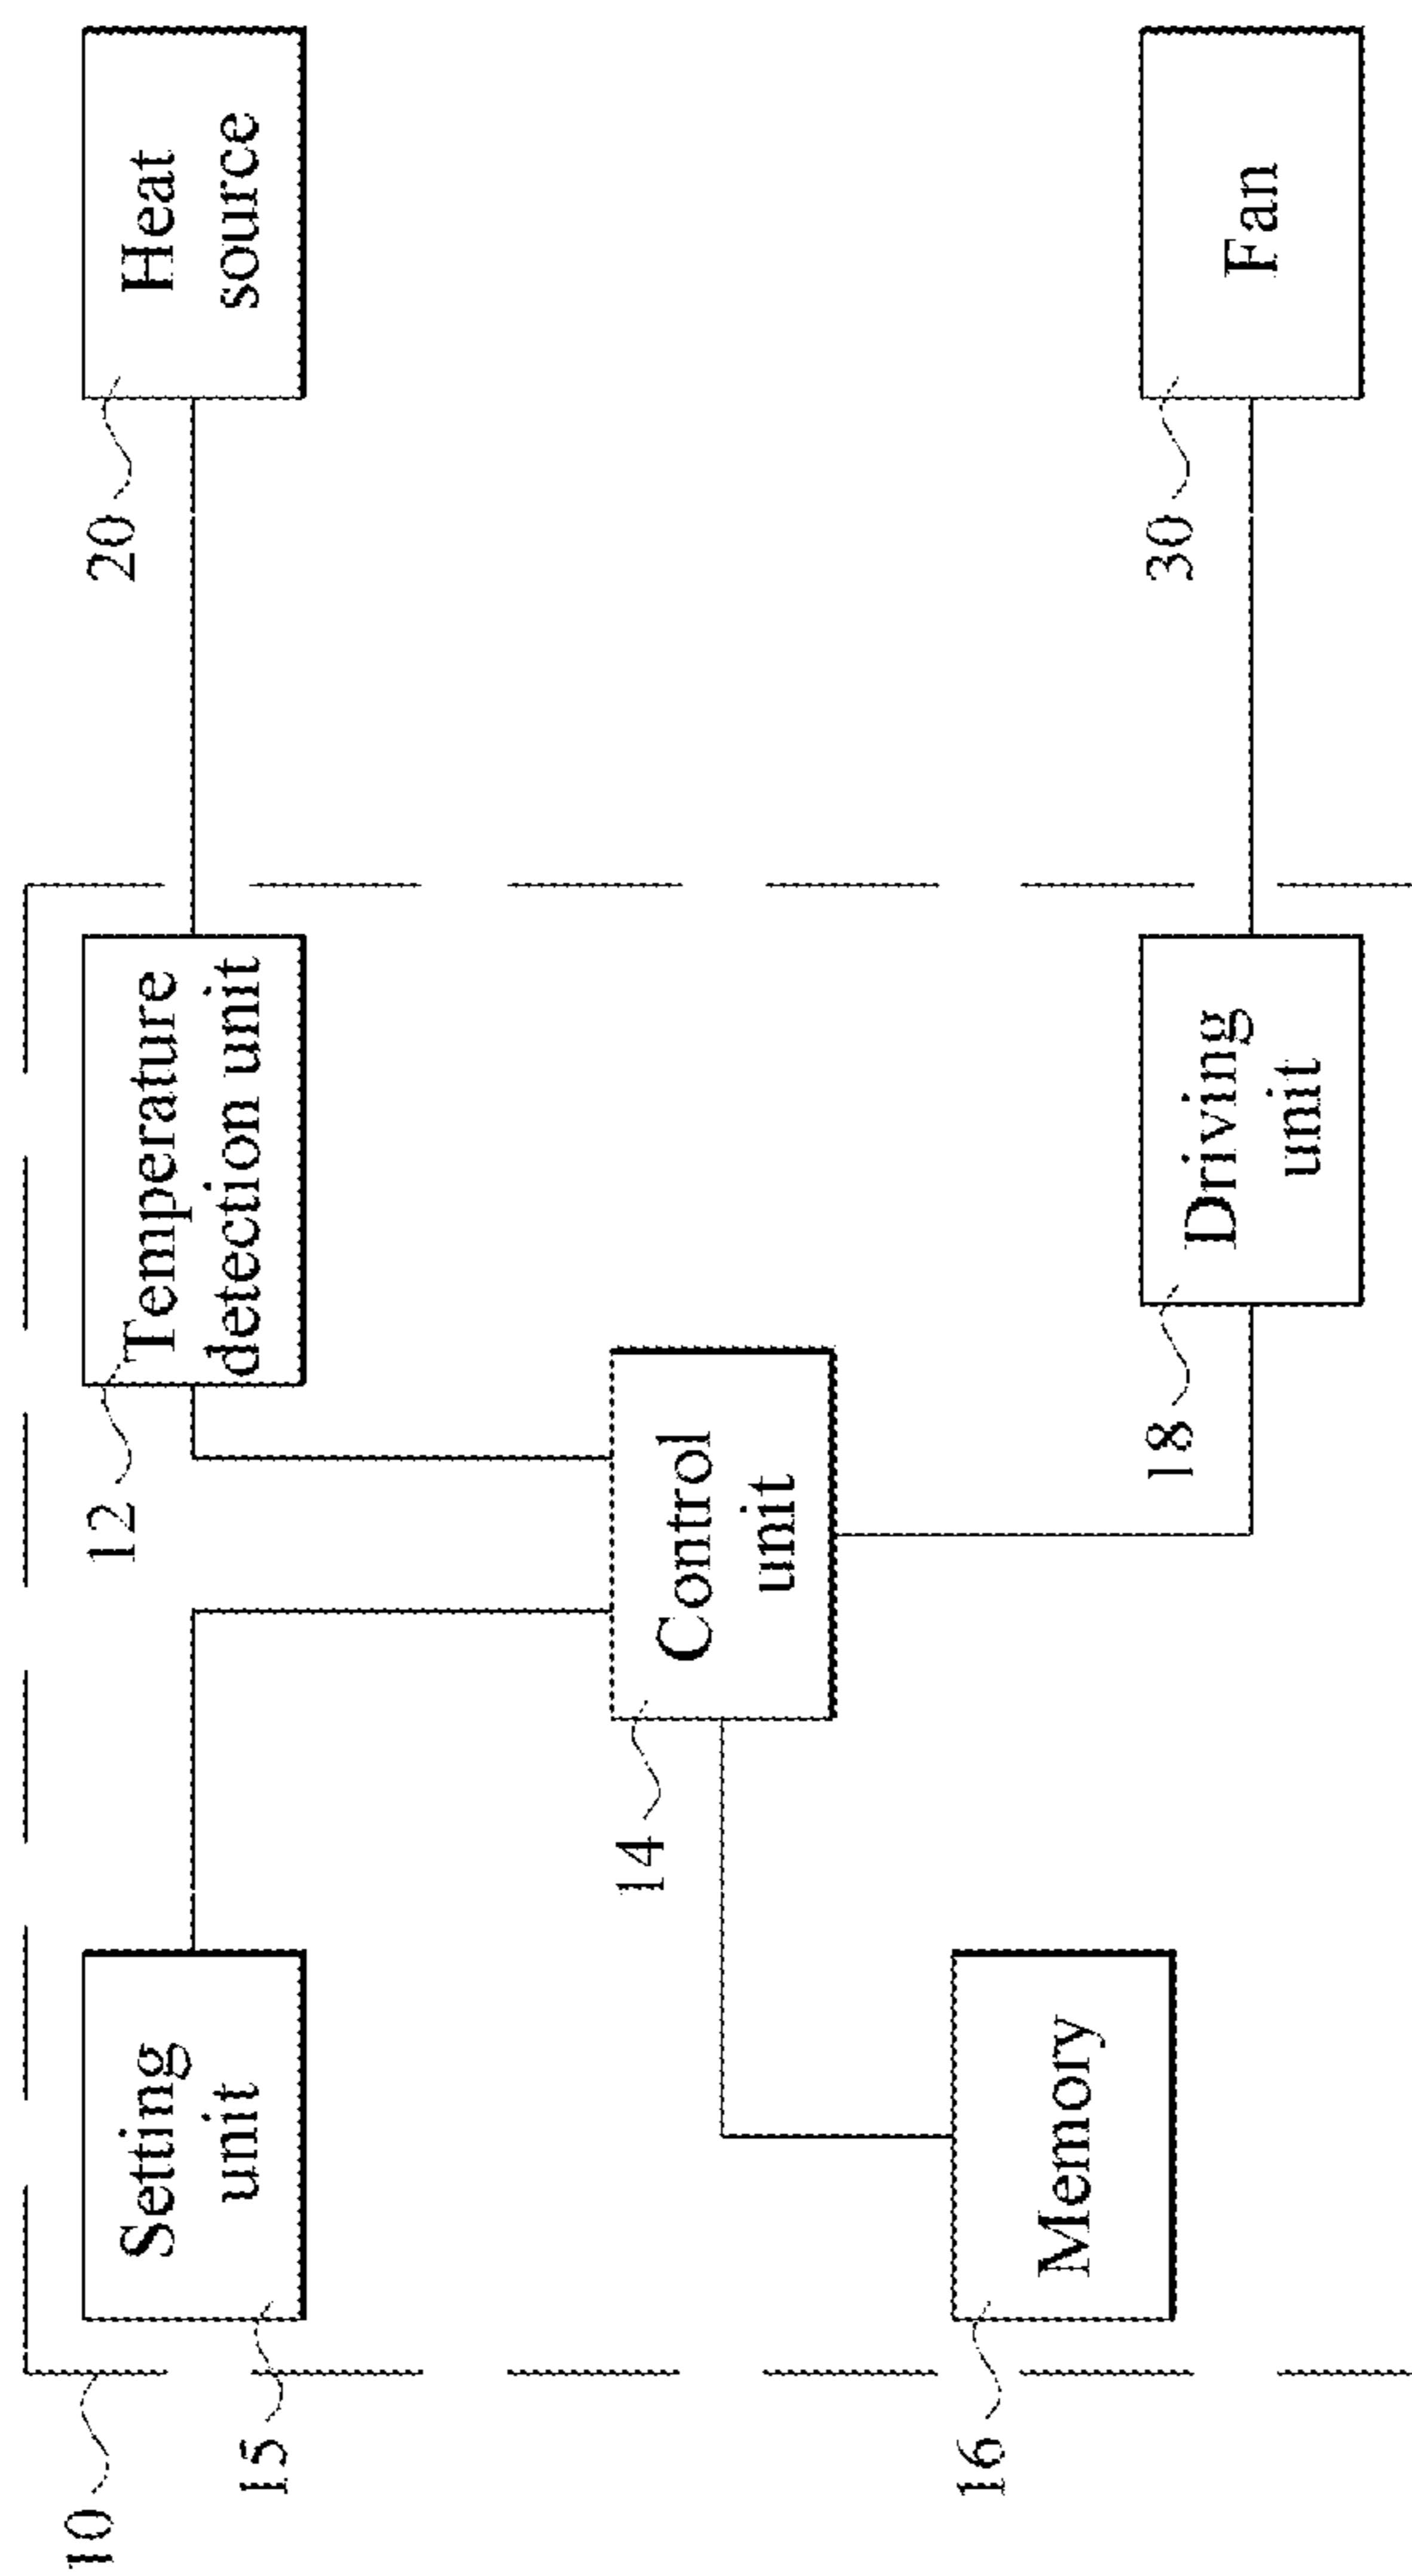 10
15
Setting
unit
12
Temperature
detection unit
20
Heat
source
14
Control
unit
16
Memory
18
Driving
unit
30
Fan